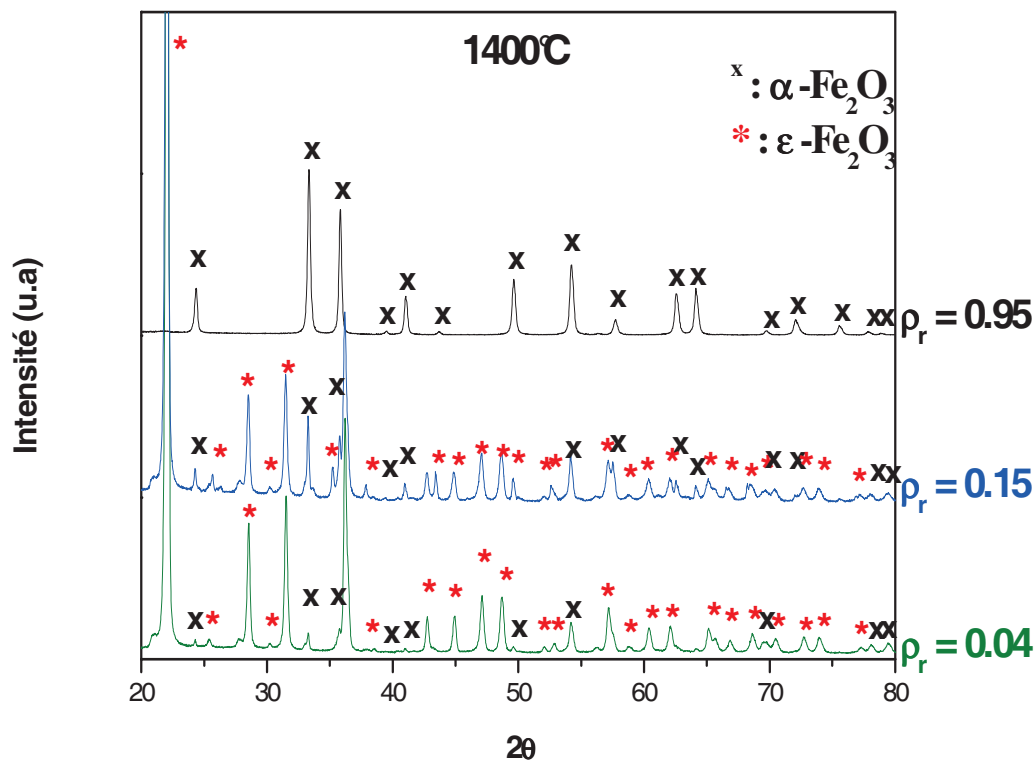 1400°C
x : α -Fe2O3
* : ε -Fe2O3
Intensité (u.a)
ρr = 0.95
ρr = 0.15
ρr = 0.04
20 30 40 50 60 70 80
2θ